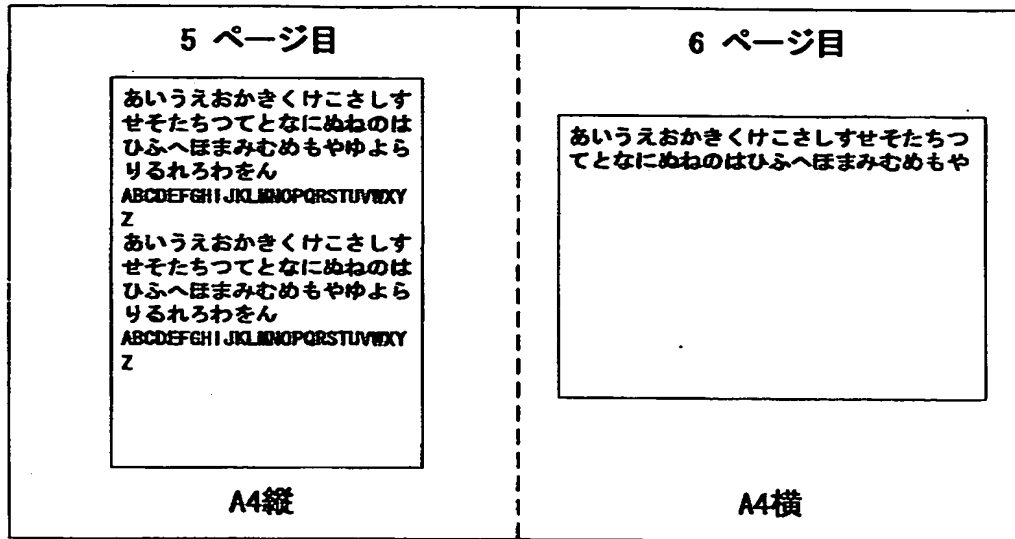 5 ページ目
あいうえおかきくけこさしす
せそたちつてとなにぬねのは
ひふへほまみむめもやゆよら
りるれろわをん
ABCDEFGHIJKLMNOPQRSTUVWXY
Z
あいうえおかきくけこさしす
せそたちつてとなにぬねのは
ひふへほまみむめもやゆよら
りるれろわをん
ABCDEFGHIJKLMNOPQRSTUVWXY
Z
A4縦
6 ページ目
あいうえおかきくけこさしすせそたちつ
てとなにぬねのはひふへほまみむめもや
A4横